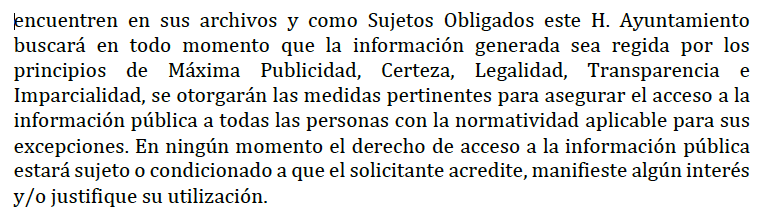 encuentren en sus archivos y como Sujetos Obligados este H. Ayuntamiento
buscará en todo momento que la información generada sea regida por los
principios de Máxima Publicidad, Certeza, Legalidad, Transparencia e
Imparcialidad, se otorgarán las medidas pertinentes para asegurar el acceso a la
información pública a todas las personas con la normatividad aplicable para sus
excepciones. En ningún momento el derecho de acceso a la información pública
estará sujeto o condicionado a que el solicitante acredite, manifieste algún interés
y/o justifique su utilización.